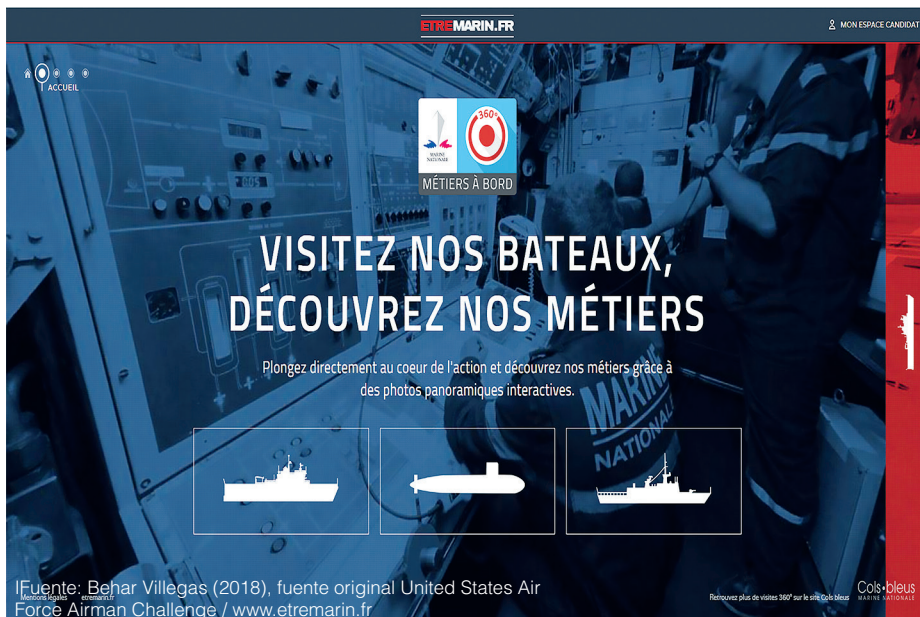 ETREMARIN.FR
MON ESPACE CANDIDAT
ACCUEIL
360°
MARINE
NATIONALE
MÉTIERS À BORD
VISITEZ NOS BATEAUX,
DÉCOUVREZ NOS MÉTIERS
Plongez directement au coeur de l'action et découvrez nos métiers grâce à
des photos panoramiques interactives.
MARINE
NATIONALE
IFuente: Behar Villegas (2018), fuente original United States Air
Force Airman Challenge / www.etremarin.fr
Mentions légales etremarin.fr
Retrouvez plus de visites 360° sur le site Cols bleus
Cols•bleus
MARINE NATIONALE